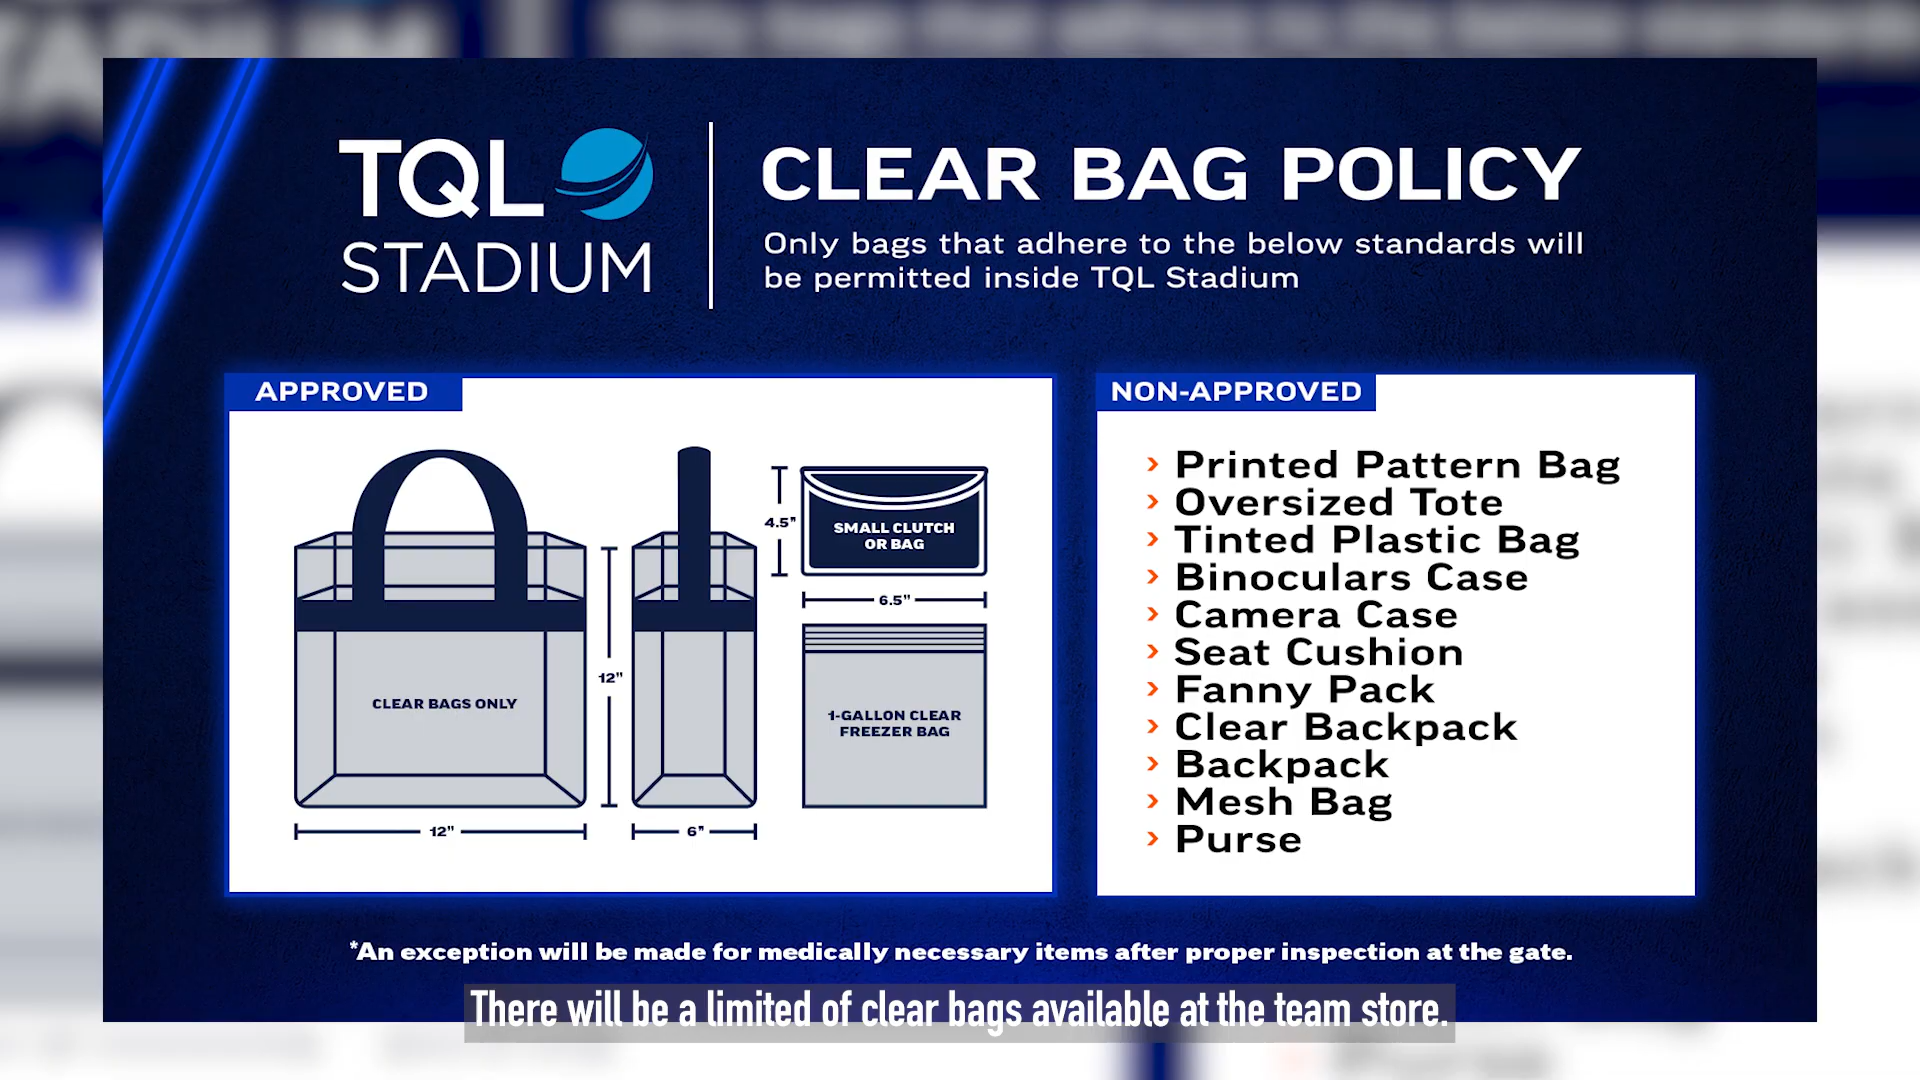 TQL
STADIUM
CLEAR BAG POLICY
Only bags that adhere to the below standards will
be permitted inside TQL Stadium
APPROVED
CLEAR BAGS ONLY
12"
12"
6"
4.5"
SMALL CLUTCH
OR BAG
6.5"
1-GALLON CLEAR
FREEZER BAG
NON-APPROVED
› Printed Pattern Bag
› Oversized Tote
› Tinted Plastic Bag
› Binoculars Case
› Camera Case
› Seat Cushion
› Fanny Pack
› Clear Backpack
› Backpack
› Mesh Bag
› Purse
*An exception will be made for medically necessary items after proper inspection at the gate.
There will be a limited of clear bags available at the team store.